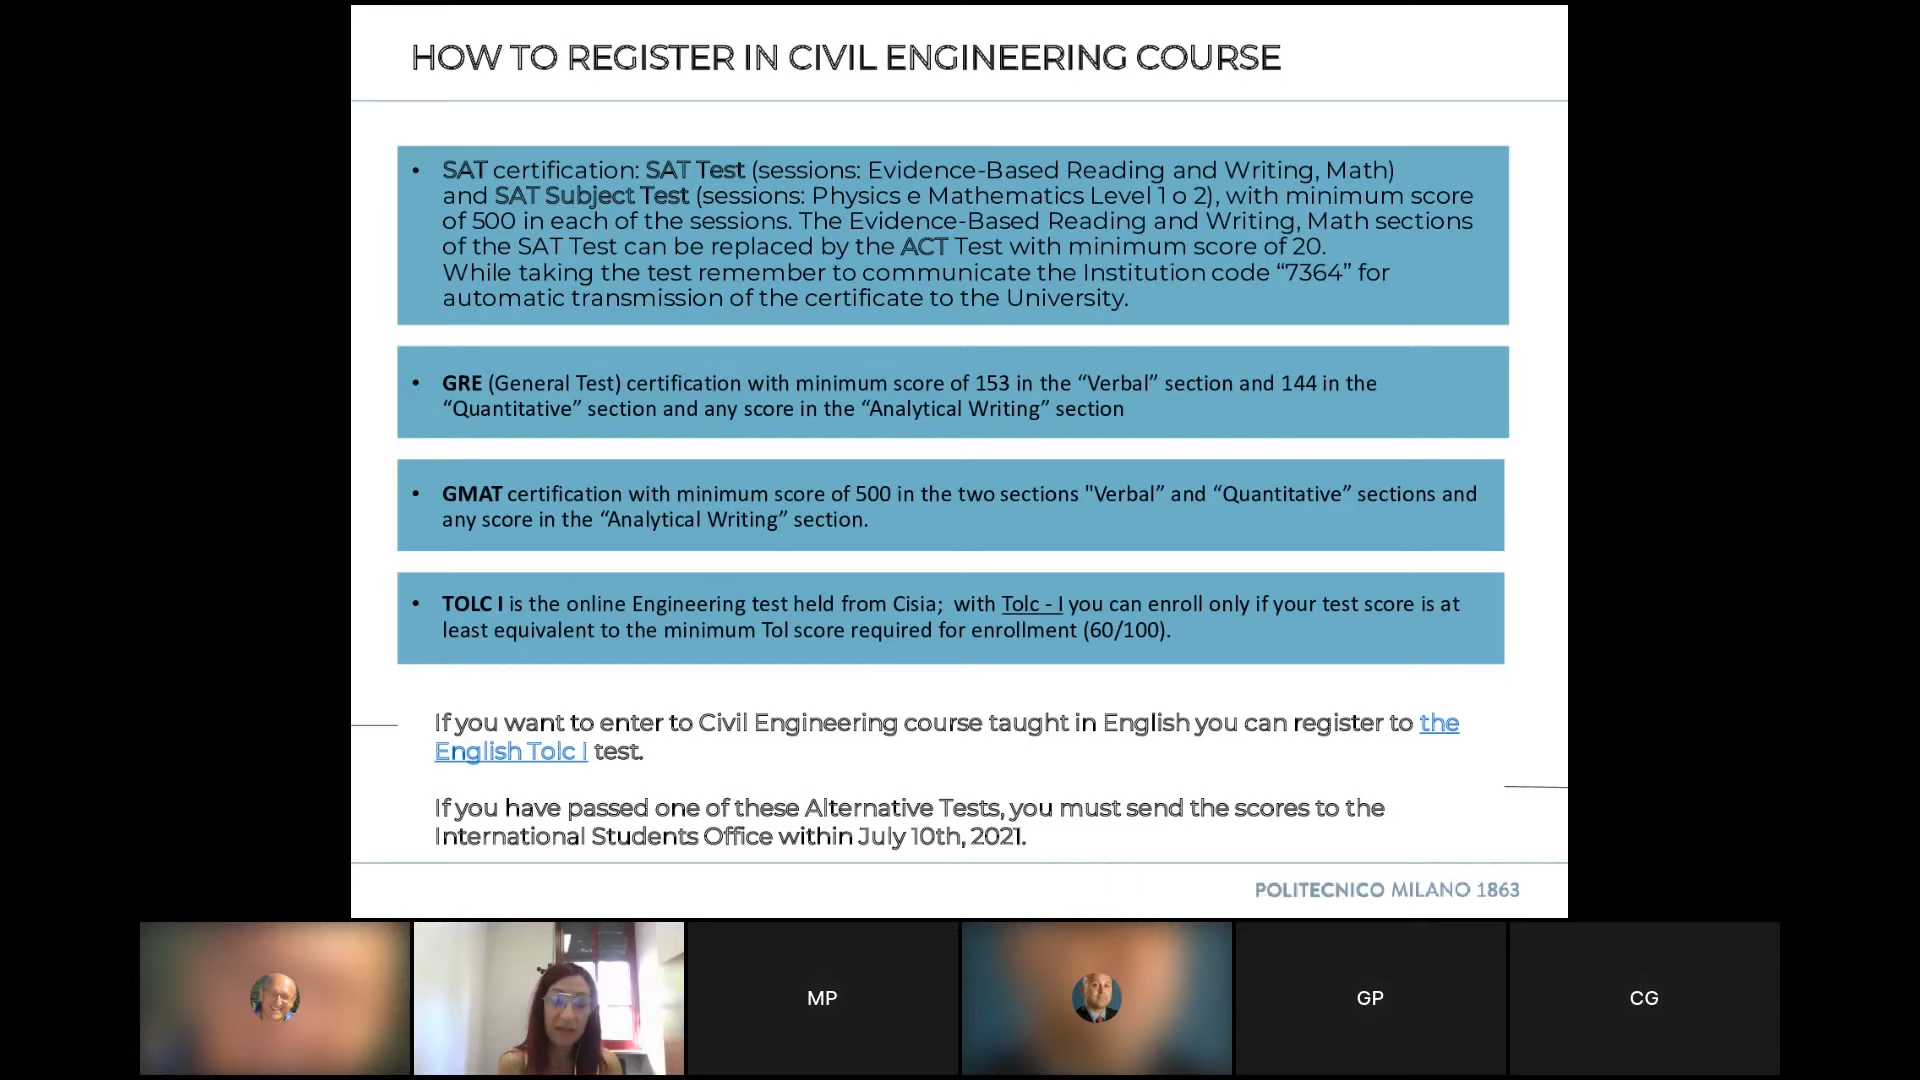 HOW TO REGISTER IN CIVIL ENGINEERING COURSE
• SAT certification: SAT Test (sessions: Evidence-Based Reading and Writing, Math)
and SAT Subject Test (sessions: Physics e Mathematics Level 1 o 2), with minimum score
of 500 in each of the sessions. The Evidence-Based Reading and Writing, Math sections
of the SAT Test can be replaced by the ACT Test with minimum score of 20.
While taking the test remember to communicate the Institution code “7364” for
automatic transmission of the certificate to the University.
• GRE (General Test) certification with minimum score of 153 in the “Verbal” section and 144 in the
“Quantitative” section and any score in the “Analytical Writing” section
• GMAT certification with minimum score of 500 in the two sections "Verbal” and “Quantitative” sections and
any score in the “Analytical Writing” section.
• TOLC I is the online Engineering test held from Cisia;  with Tolc - I you can enroll only if your test score is at
least equivalent to the minimum Tol score required for enrollment (60/100).
If you want to enter to Civil Engineering course taught in English you can register to the
English Tolc I test.
If you have passed one of these Alternative Tests, you must send the scores to the
International Students Office within July 10th, 2021.
POLITECNICO MILANO 1863
MP
GP
CG